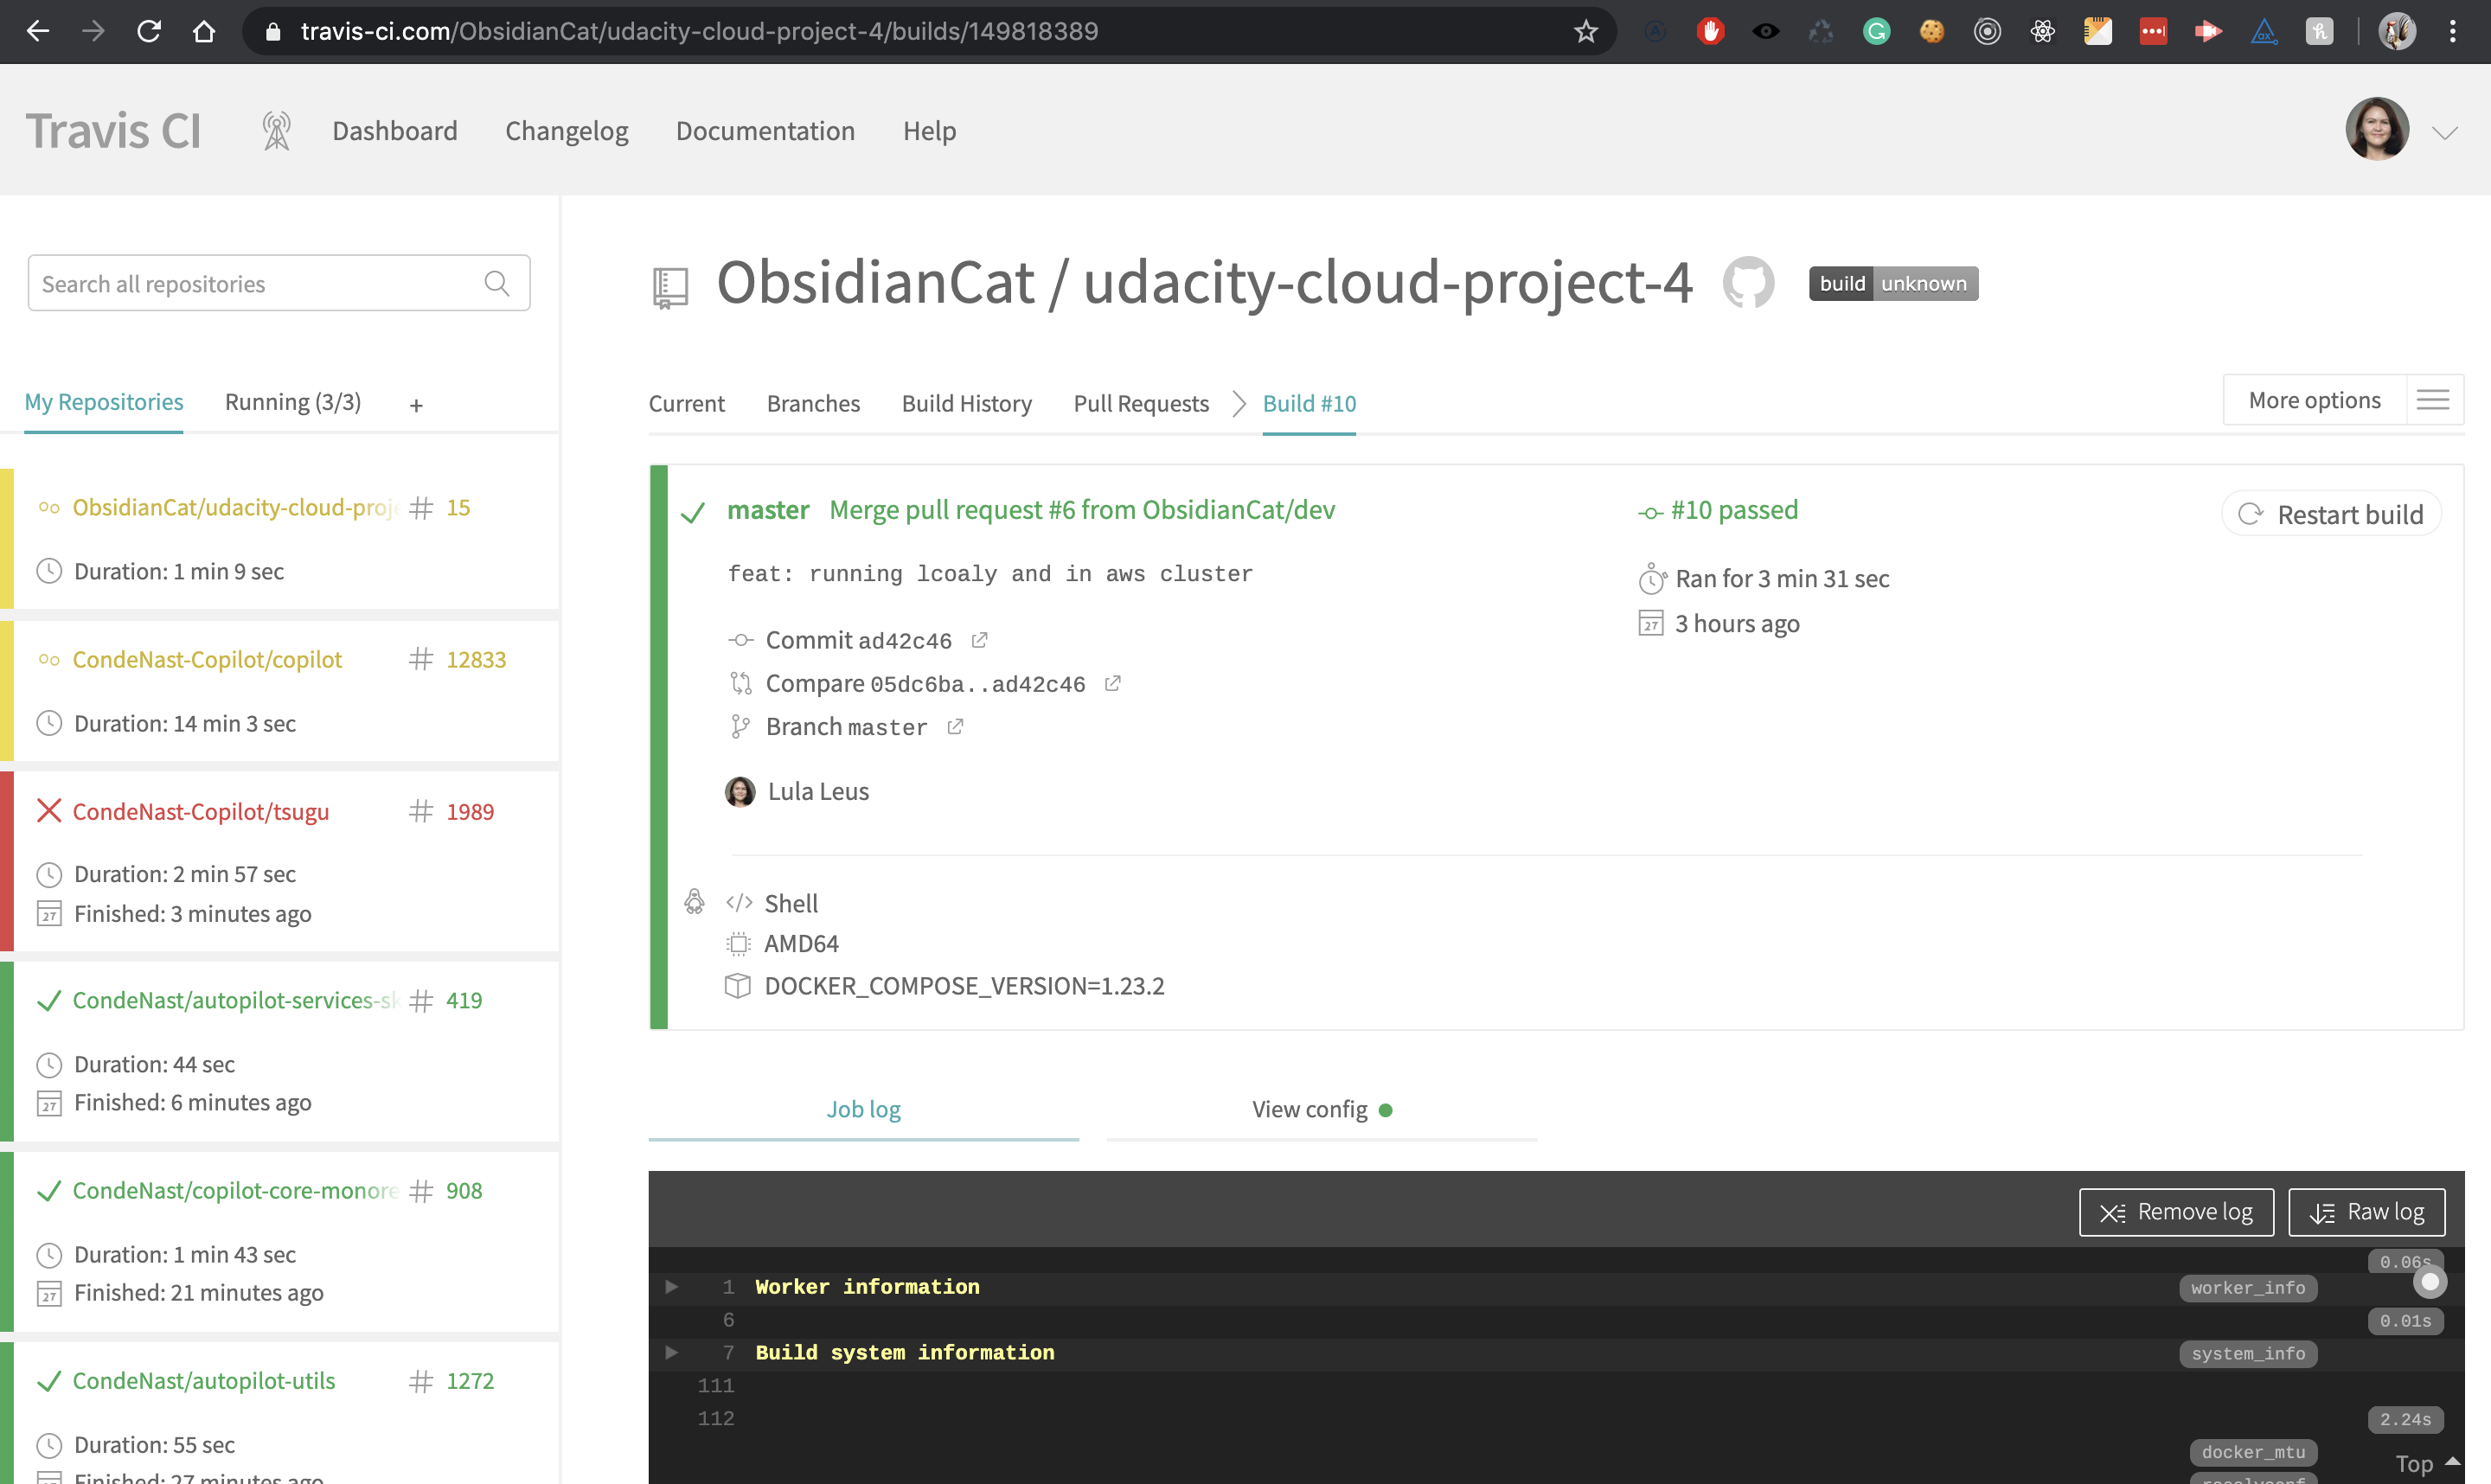 travis-ci.com/ObsidianCat/udacity-cloud-project-4/builds/149818389
Travis CI
Dashboard
Changelog
Documentation
Help
Search all repositories
My Repositories
Running (3/3)
+
ObsidianCat/udacity-cloud-proj
# 15
Duration: 1 min 9 sec
CondeNast-Copilot/copilot
# 12833
Duration: 14 min 3 sec
CondeNast-Copilot/tsugu
# 1989
Duration: 2 min 57 sec
27 Finished: 3 minutes ago
CondeNast/autopilot-services-sk
# 419
Duration: 44 sec
27 Finished: 6 minutes ago
CondeNast/copilot-core-monore
# 908
Duration: 1 min 43 sec
27 Finished: 21 minutes ago
CondeNast/autopilot-utils
# 1272
Duration: 55 sec
Finished: 27 minutes ago
ObsidianCat / udacity-cloud-project-4
build unknown
Current
Branches
Build History
Pull Requests
Build #10
More options
master Merge pull request #6 from ObsidianCat/dev
feat: running lcoaly and in aws cluster
Commit ad42c46
Compare 05dc6ba..ad42c46
Branch master
Lula Leus
#10 passed
Ran for 3 min 31 sec
27 3 hours ago
Restart build
Shell
AMD64
DOCKER_COMPOSE_VERSION=1.23.2
Job log
View config
Remove log
Raw log
0.06s
1 Worker information
worker_info
6
0.01s
7 Build system information
system_info
111
112
2.24s
docker_mtu
Top